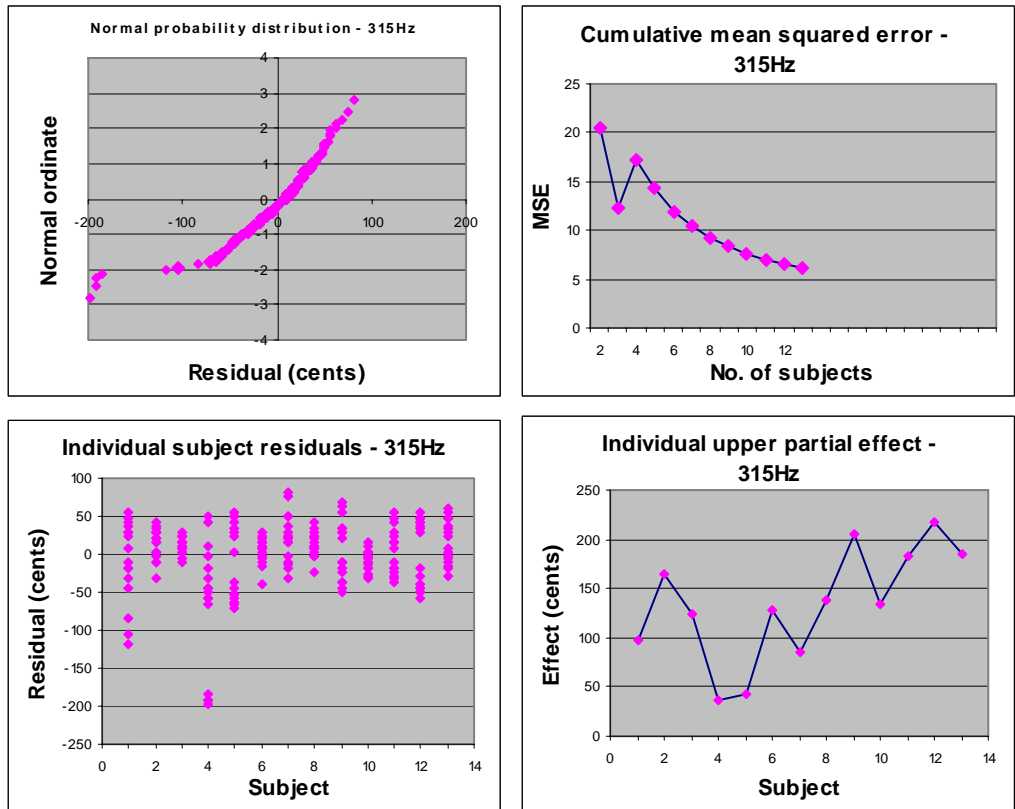 Normal probability distribution - 315Hz
4
3
2
1
0
-200 -100 0 100 200
-1
-2
-3
-4
Normal ordinate
Residual (cents)
Cumulative mean squared error -
315Hz
25
20
15
10
5
0
2 4 6 8 10 12
MSE
No. of subjects
Individual subject residuals - 315Hz
100
50
0
-50
-100
-150
-200
-250
0 2 4 6 8 10 12 14
Residual (cents)
Subject
Individual upper partial effect -
315Hz
250
200
150
100
50
0
0 2 4 6 8 10 12 14
Effect (cents)
Subject